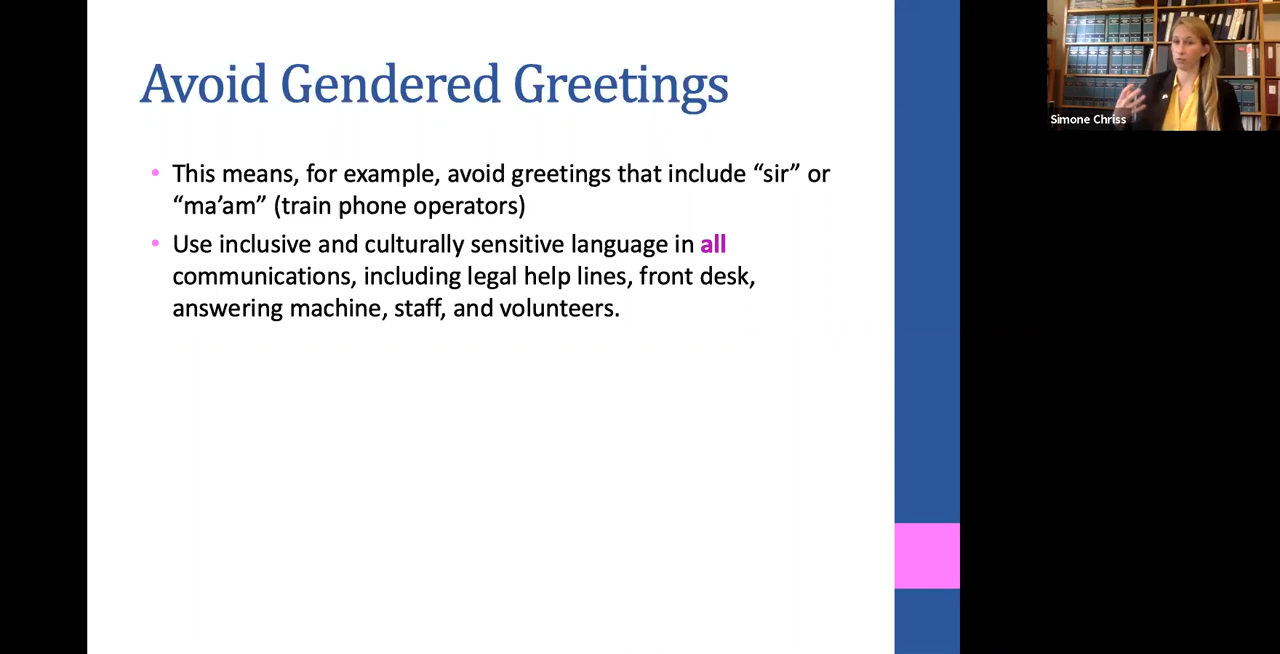 Avoid Gendered Greetings
• This means, for example, avoid greetings that include “sir” or
“ma’am” (train phone operators)
• Use inclusive and culturally sensitive language in all
communications, including legal help lines, front desk,
answering machine, staff, and volunteers.
Simone Chriss